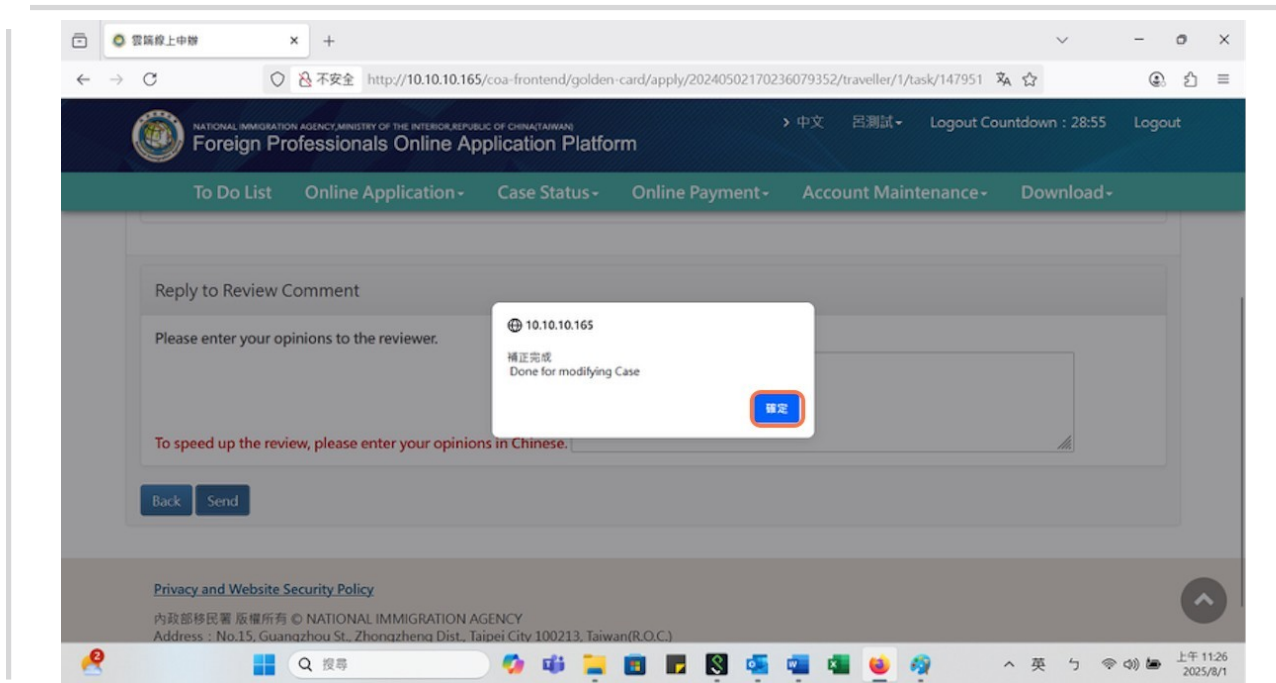 雲端線上申辦
不安全 http://10.10.10.165/coa-frontend/golden-card/apply/20240502170236079352/traveller/1/task/147951
NATIONAL IMMIGRATION AGENCY,MINISTRY OF THE INTERIOR,REPUBLIC OF CHINA(TAIWAN)
Foreign Professionals Online Application Platform
中文 呂測試 Logout Countdown : 28:55 Logout
To Do List Online Application Case Status Online Payment Account Maintenance Download
Reply to Review Comment
Please enter your opinions to the reviewer.
10.10.10.165
補正完成
Done for modifying Case
確定
To speed up the review, please enter your opinions in Chinese.
Back Send
Privacy and Website Security Policy
內政部移民署 版權所有 © NATIONAL IMMIGRATION AGENCY
Address : No.15, Guangzhou St., Zhongzheng Dist., Taipei City 100213, Taiwan(R.O.C.)
2
搜尋
英 ㄅ
上午 11:26
2025/8/1